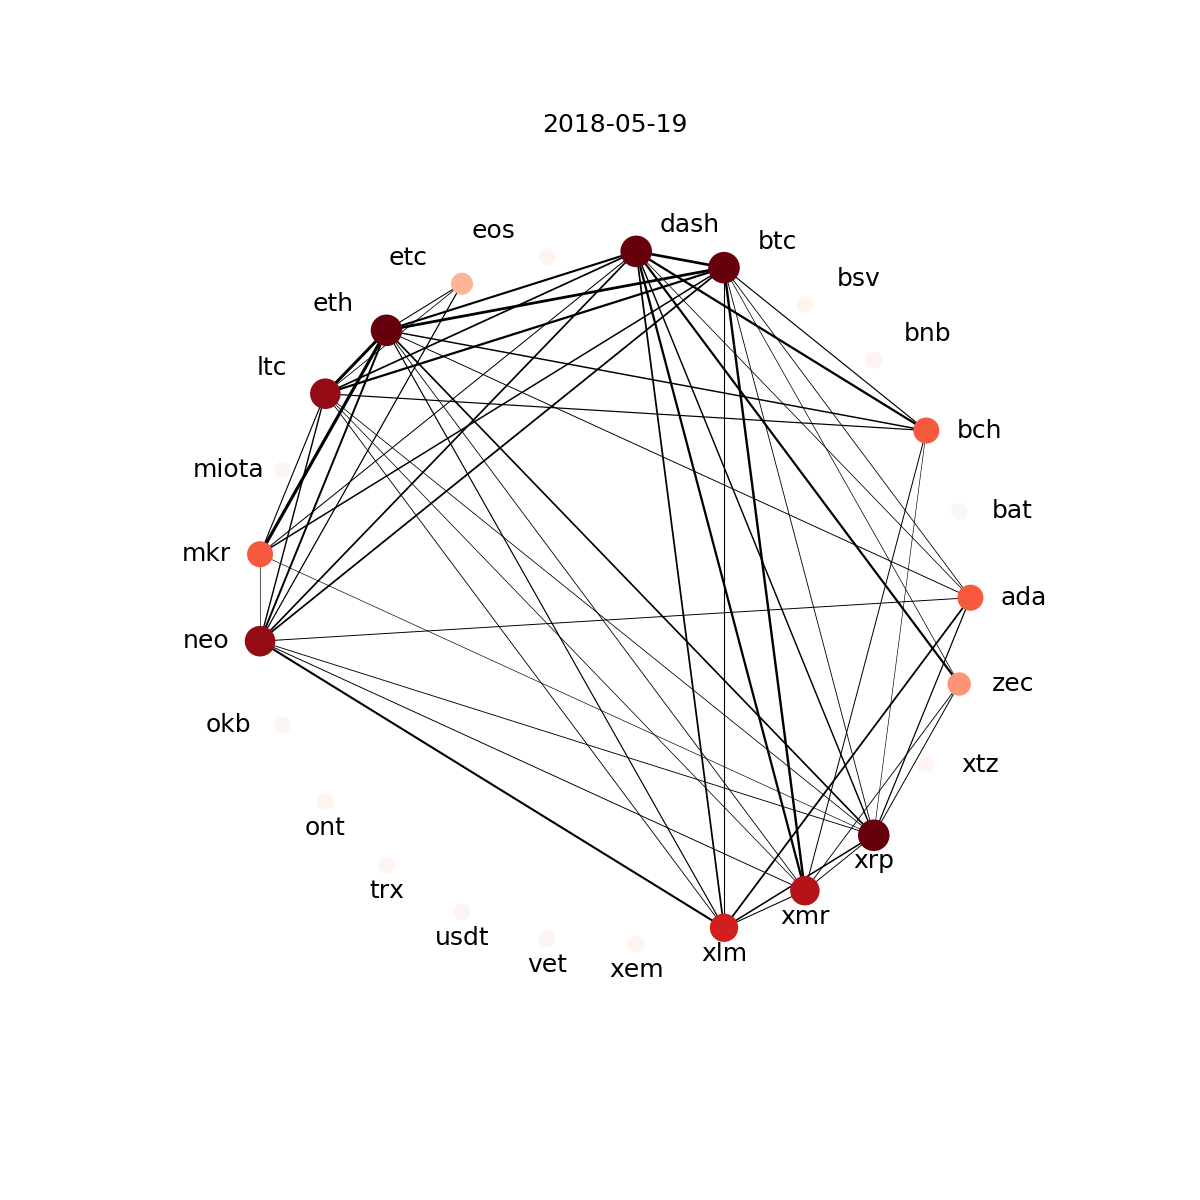 2018-05-19
dash
eos
btc
etc
bsv
eth
bnb
ltc
bch
miota
bat
mkr
ada
neo
zec
okb
xtz
ont
xrp
trx
xmr
usdt
xlm
vet
xem